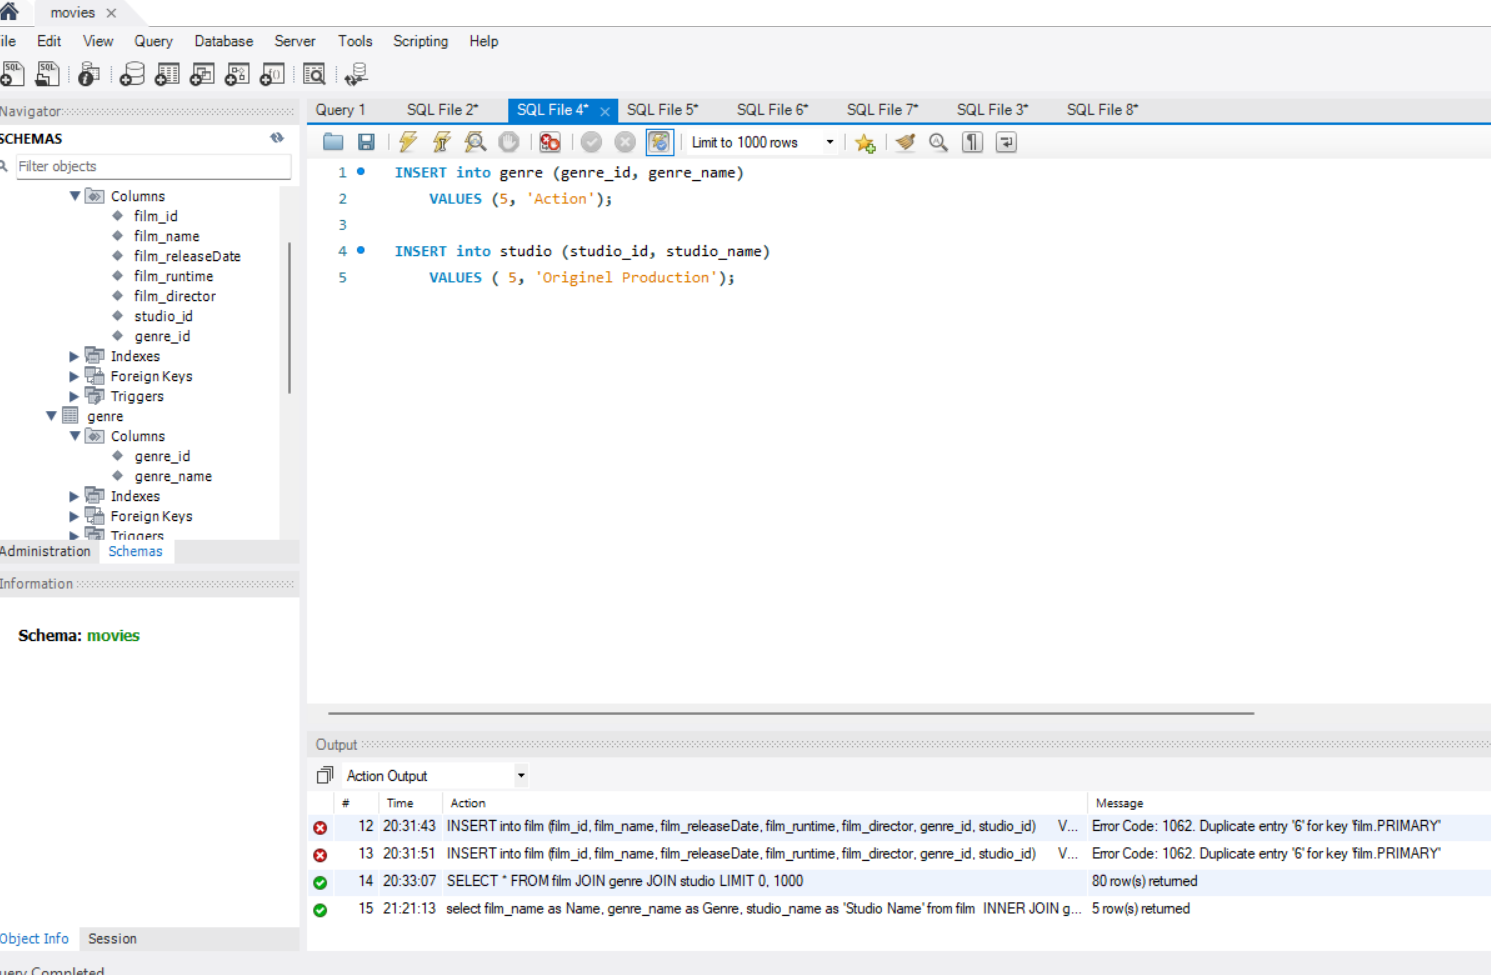 movies
ile Edit View Query Database Server Tools Scripting Help
Navigator
SCHEMAS
Filter objects
Columns
film_id
film_name
film_releaseDate
film_runtime
film_director
studio_id
genre_id
Indexes
Foreign Keys
Triggers
genre
Columns
genre_id
genre_name
Indexes
Foreign Keys
Triggers
Administration Schemas
Information
Schema: movies
Object Info Session
uery Completed
Query 1 SQL File 2* SQL File 4* SQL File 5* SQL File 6* SQL File 7* SQL File 3* SQL File 8*
Limit to 1000 rows
1 INSERT into genre (genre_id, genre_name)
2 VALUES (5, 'Action');
3
4 INSERT into studio (studio_id, studio_name)
5 VALUES ( 5, 'Originel Production');
Output
Action Output
# Time Action Message
12 20:31:43 INSERT into film (film_id, film_name, film_releaseDate, film_runtime, film_director, genre_id, studio_id) V... Error Code: 1062. Duplicate entry '6' for key 'film.PRIMARY'
13 20:31:51 INSERT into film (film_id, film_name, film_releaseDate, film_runtime, film_director, genre_id, studio_id) V... Error Code: 1062. Duplicate entry '6' for key 'film.PRIMARY'
14 20:33:07 SELECT * FROM film JOIN genre JOIN studio LIMIT 0, 1000 80 row(s) returned
15 21:21:13 select film_name as Name, genre_name as Genre, studio_name as 'Studio Name' from film INNER JOIN g... 5 row(s) returned